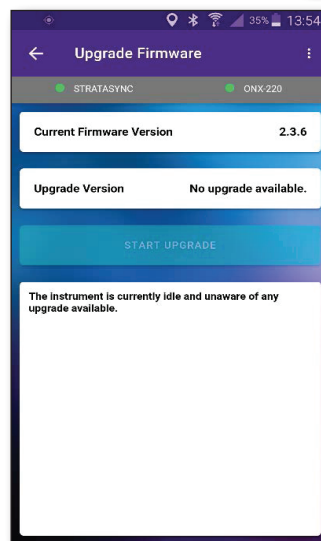 35% 13:54
Upgrade Firmware
STRATASYNC ONX-220
Current Firmware Version 2.3.6
Upgrade Version No upgrade available.
START UPGRADE
The instrument is currently idle and unaware of any
upgrade available.